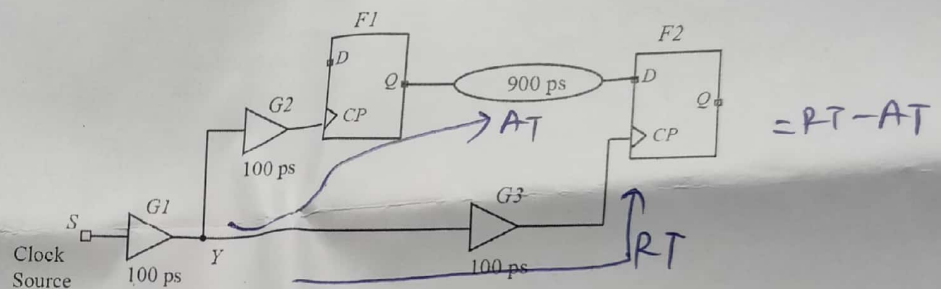 F1
F2
D
Q
900 ps
D
Q
G2
CP
AT
CP
= RT - AT
100 ps
G3
S
G1
RT
Clock
Source
100 ps
Y
100 ps